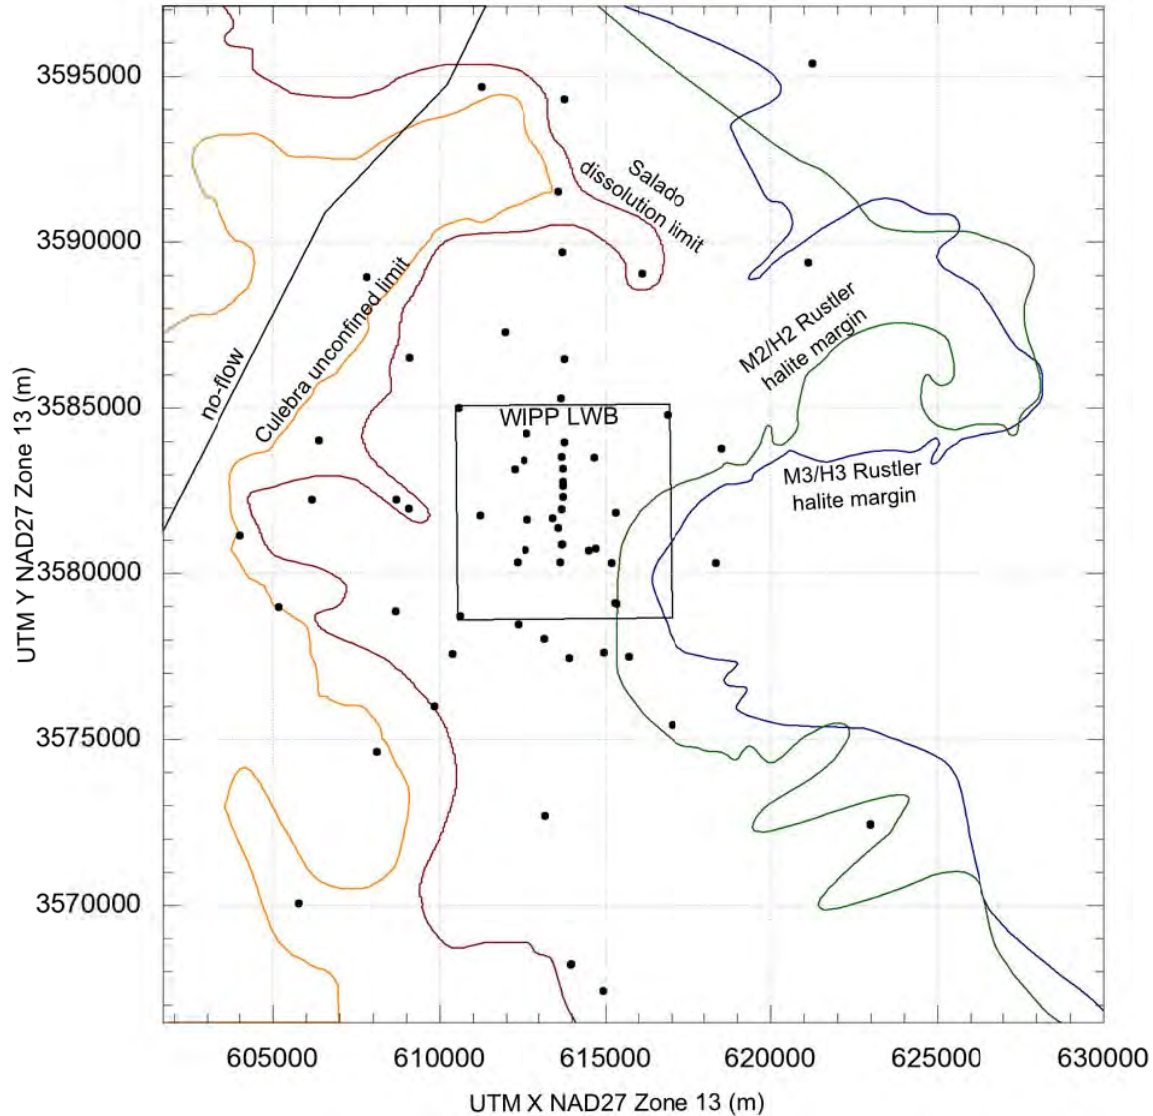 3595000
3590000
3585000
3580000
3575000
3570000
UTM Y NAD27 Zone 13 (m)
no-flow
Culebra unconfined limit
Salado
dissolution limit
M2/H2 Rustler
halite margin
WIPP LWB
M3/H3 Rustler
halite margin
605000 610000 615000 620000 625000 630000
UTM X NAD27 Zone 13 (m)